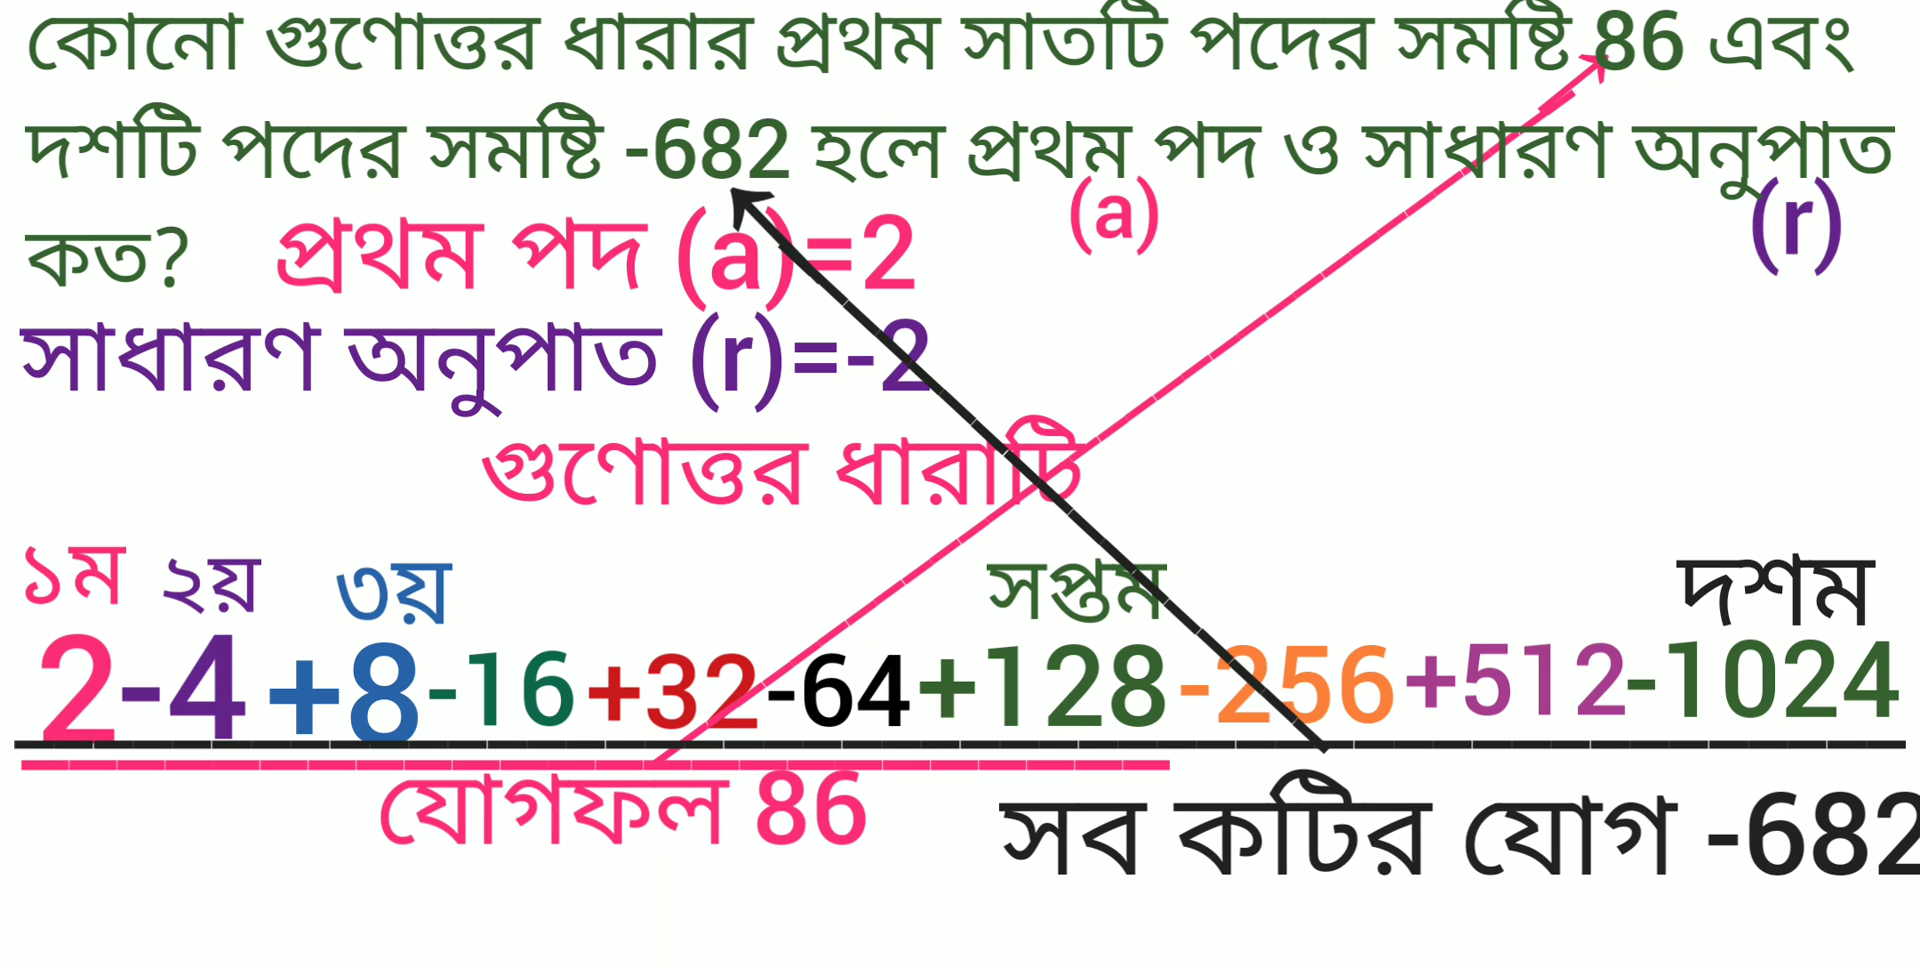 কোনো গুণোত্তর ধারার প্রথম সাতটি পদের সমষ্টি 86 এবং
দশটি পদের সমষ্টি -682 হলে প্রথম পদ ও সাধারণ অনুপাত
(a) (r)
কত? প্রথম পদ (a)=2
সাধারণ অনুপাত (r)=-2
গুণোত্তর ধারাটি
১ম ২য় ৩য় সপ্তম দশম
2-4+8-16+32-64+128-256+512-1024
যোগফল 86 সব কটির যোগ -682